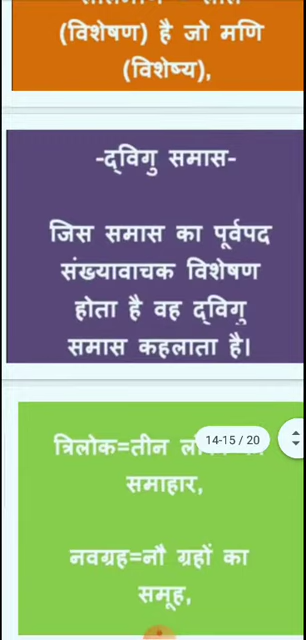 (विशेषण) है जो मणि
(विशेष्य),
-द्विगु समास-
जिस समास का पूर्वपद
संख्यावाचक विशेषण
होता है वह द्विगु
समास कहलाता है।
त्रिलोक=तीन
14-15 / 20
समाहार,
नवग्रह=नौ ग्रहों का
समूह,